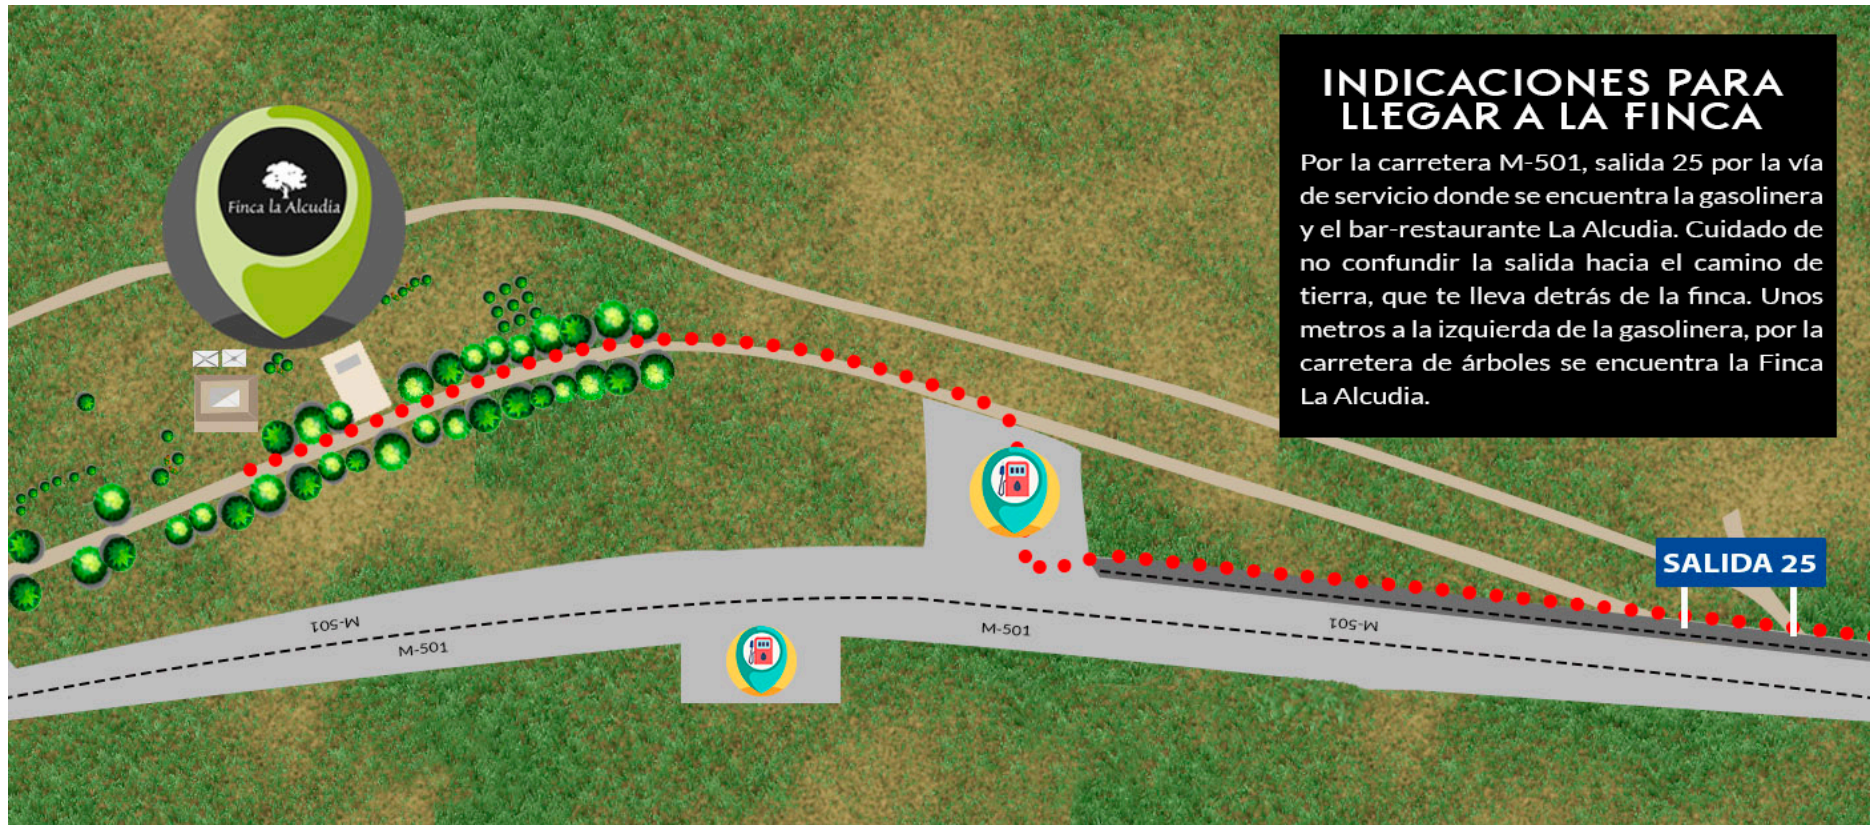 INDICACIONES PARA
LLEGAR A LA FINCA
Por la carretera M-501, salida 25 por la vía
de servicio donde se encuentra la gasolinera
y el bar-restaurante La Alcudia. Cuidado de
no confundir la salida hacia el camino de
tierra, que te lleva detrás de la finca. Unos
metros a la izquierda de la gasolinera, por la
carretera de árboles se encuentra la Finca
La Alcudia.
Finca la Alcudia
SALIDA 25
M-501
M-501
M-501
M-501